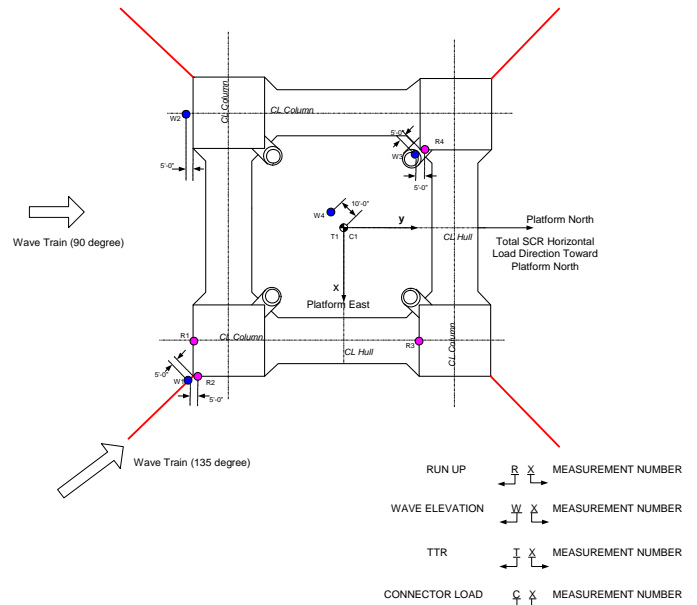 CL Column
CL Column
W2
5'-0"
R4
W3
5'-0"
10'-0"
W4
y
T1 C1
Platform North
Wave Train (90 degree)
CL Hull
Total SCR Horizontal
Load Direction Toward
Platform North
x
Platform East
R1
CL Column
R3
CL Column
CL Hull
5'-0"
W1
R2
5'-0"
Wave Train (135 degree)
RUN UP R X MEASUREMENT NUMBER
WAVE ELEVATION W X MEASUREMENT NUMBER
TTR T X MEASUREMENT NUMBER
CONNECTOR LOAD C X MEASUREMENT NUMBER